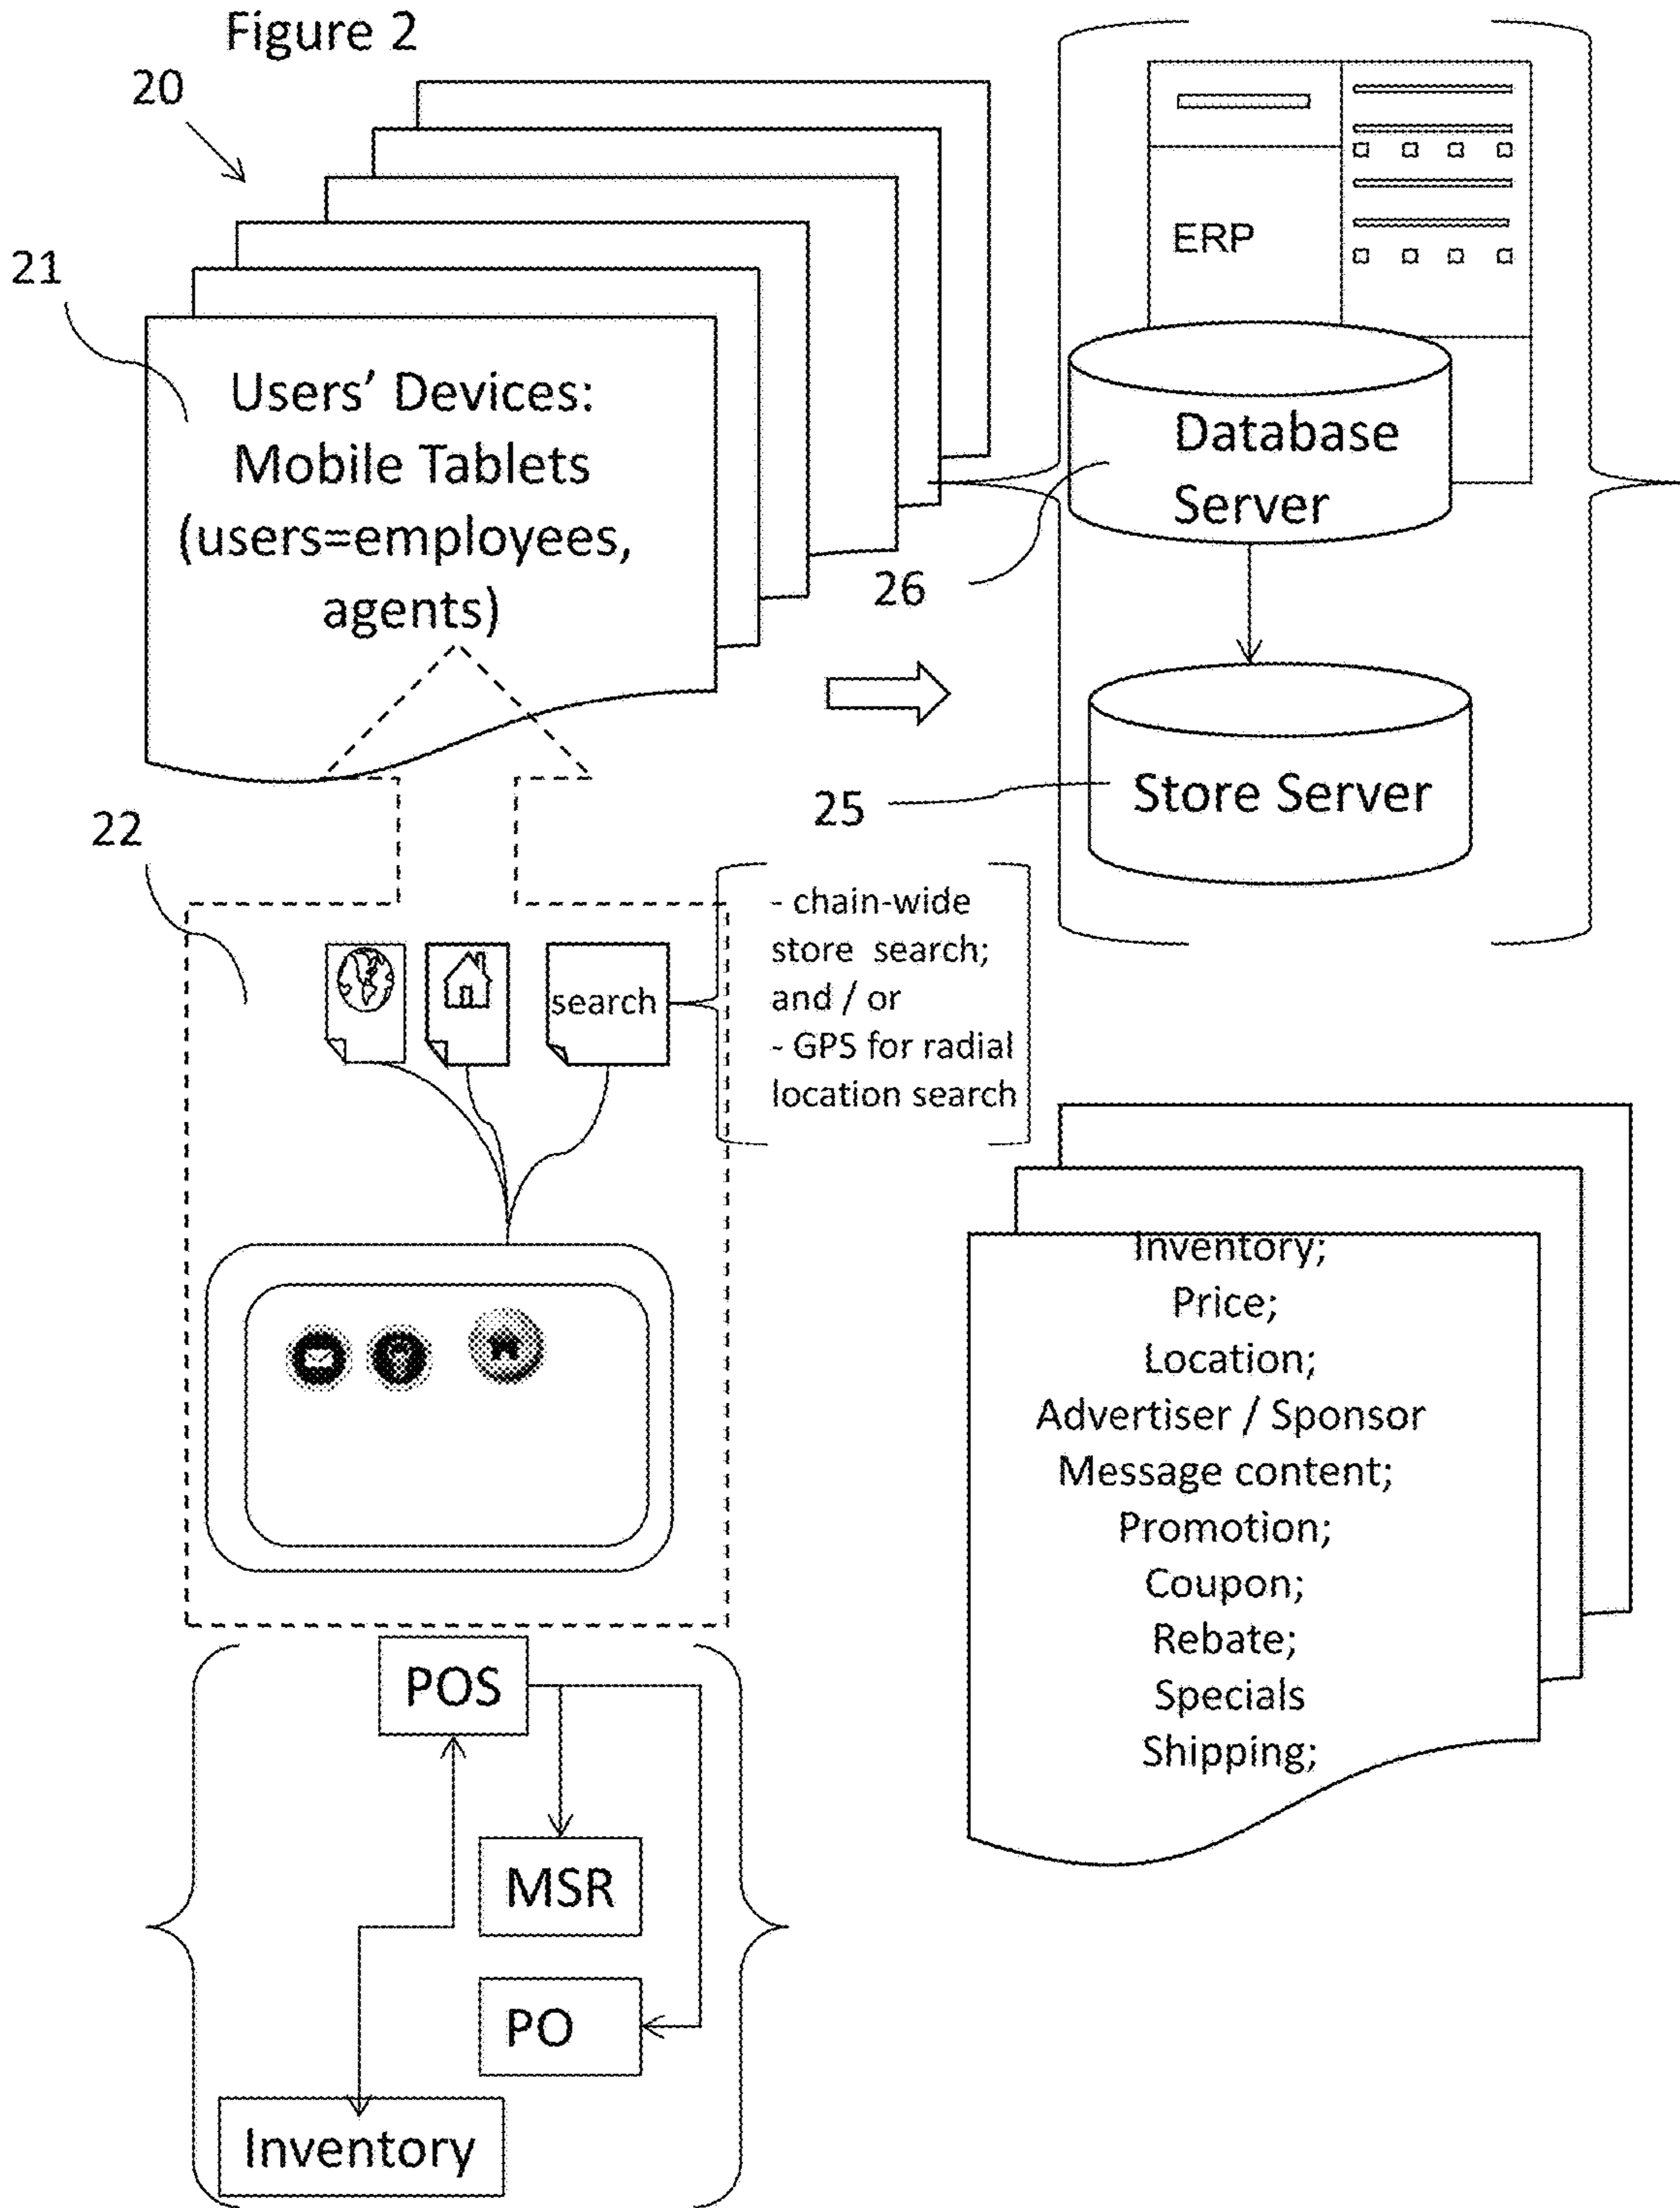 Figure 2
20
21
Users’ Devices:
Mobile Tablets
(users=employees,
agents)
ERP
Database
Server
26
Store Server
25
22
search
- chain-wide
store search;
and / or
- GPS for radial
location search
Inventory;
Price;
Location;
Advertiser / Sponsor
Message content;
Promotion;
Coupon;
Rebate;
Specials
Shipping;
POS
MSR
PO
Inventory